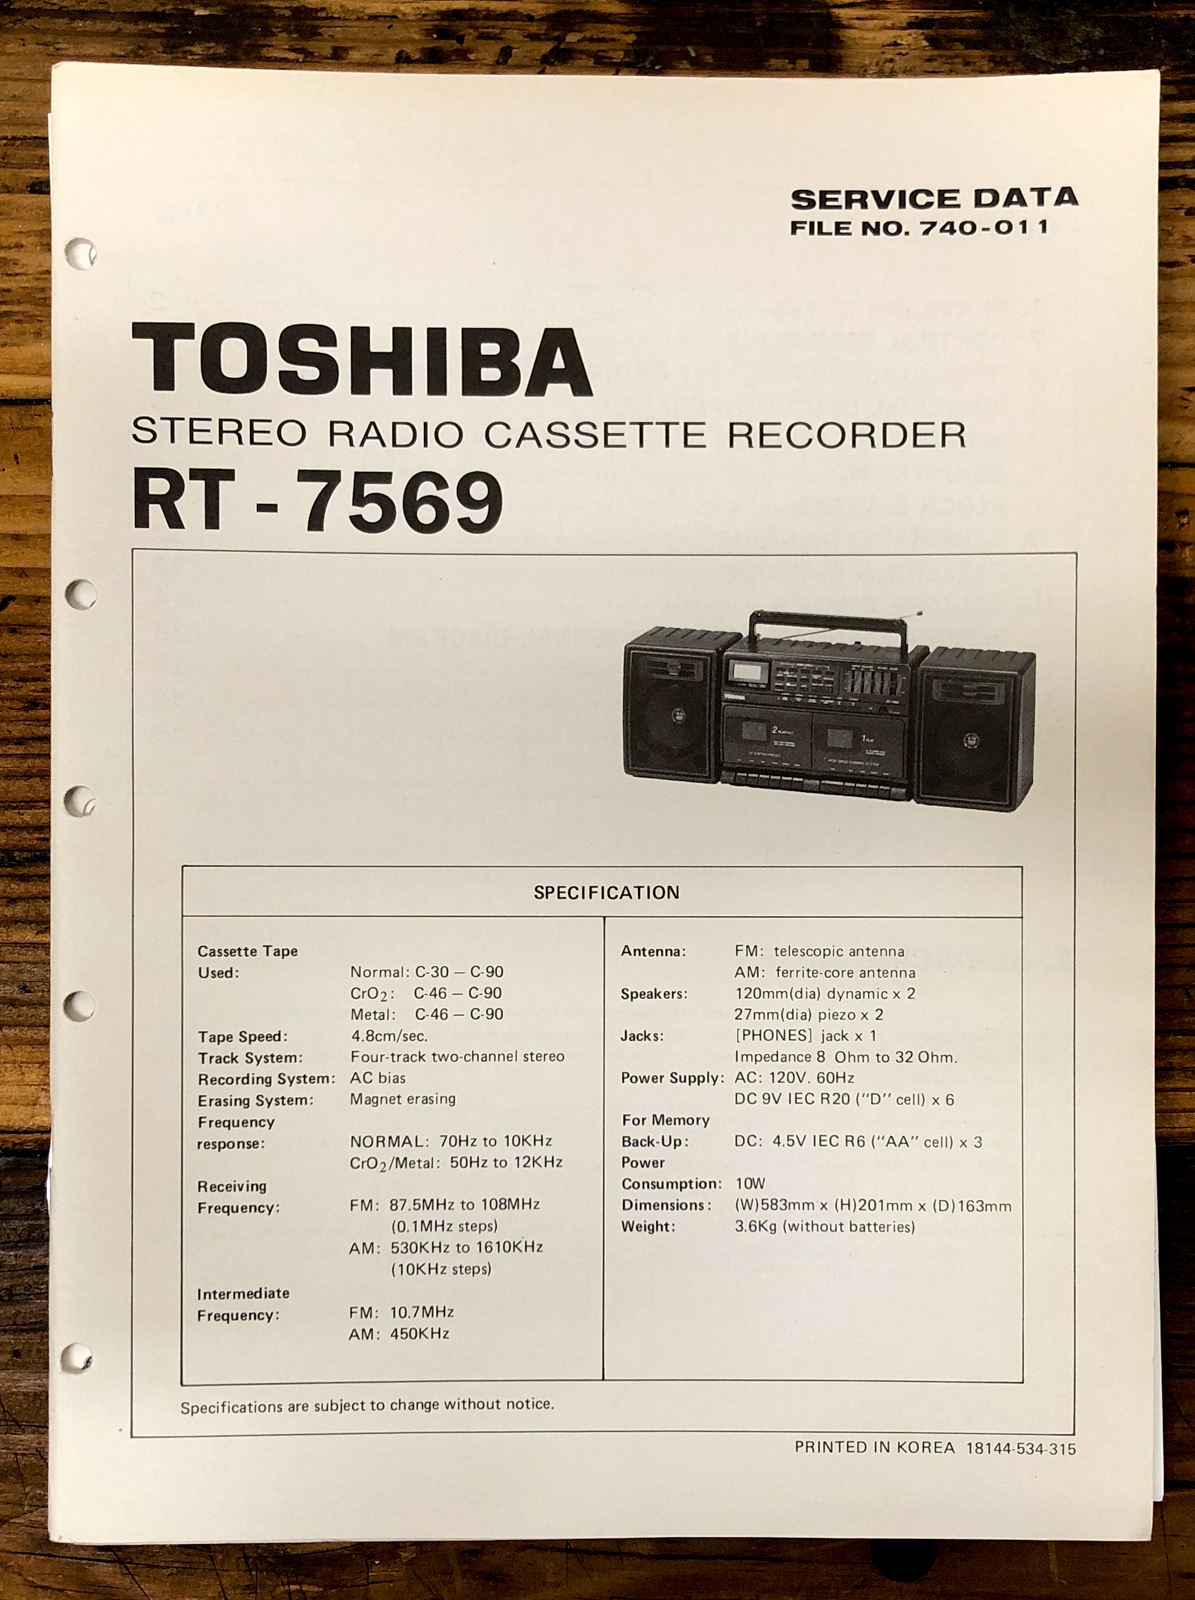 SERVICE DATA
FILE NO. 740-011
TOSHIBA
STEREO RADIO CASSETTE RECORDER
RT - 7569
SPECIFICATION
Cassette Tape
Used: Normal: C-30 — C-90
CrO2: C-46 — C-90
Metal: C-46 — C-90
Tape Speed: 4.8cm/sec.
Track System: Four-track two-channel stereo
Recording System: AC bias
Erasing System: Magnet erasing
Frequency
response: NORMAL: 70Hz to 10KHz
CrO2/Metal: 50Hz to 12KHz
Receiving
Frequency: FM: 87.5MHz to 108MHz
(0.1MHz steps)
AM: 530KHz to 1610KHz
(10KHz steps)
Intermediate
Frequency: FM: 10.7MHz
AM: 450KHz
Antenna: FM: telescopic antenna
AM: ferrite-core antenna
Speakers: 120mm(dia) dynamic x 2
27mm(dia) piezo x 2
Jacks: [PHONES] jack x 1
Impedance 8 Ohm to 32 Ohm.
Power Supply: AC: 120V. 60Hz
DC 9V IEC R20 ("D" cell) x 6
For Memory
Back-Up: DC: 4.5V IEC R6 ("AA" cell) x 3
Power
Consumption: 10W
Dimensions: (W)583mm x (H)201mm x (D)163mm
Weight: 3.6Kg (without batteries)
Specifications are subject to change without notice.
PRINTED IN KOREA 18144-534-315